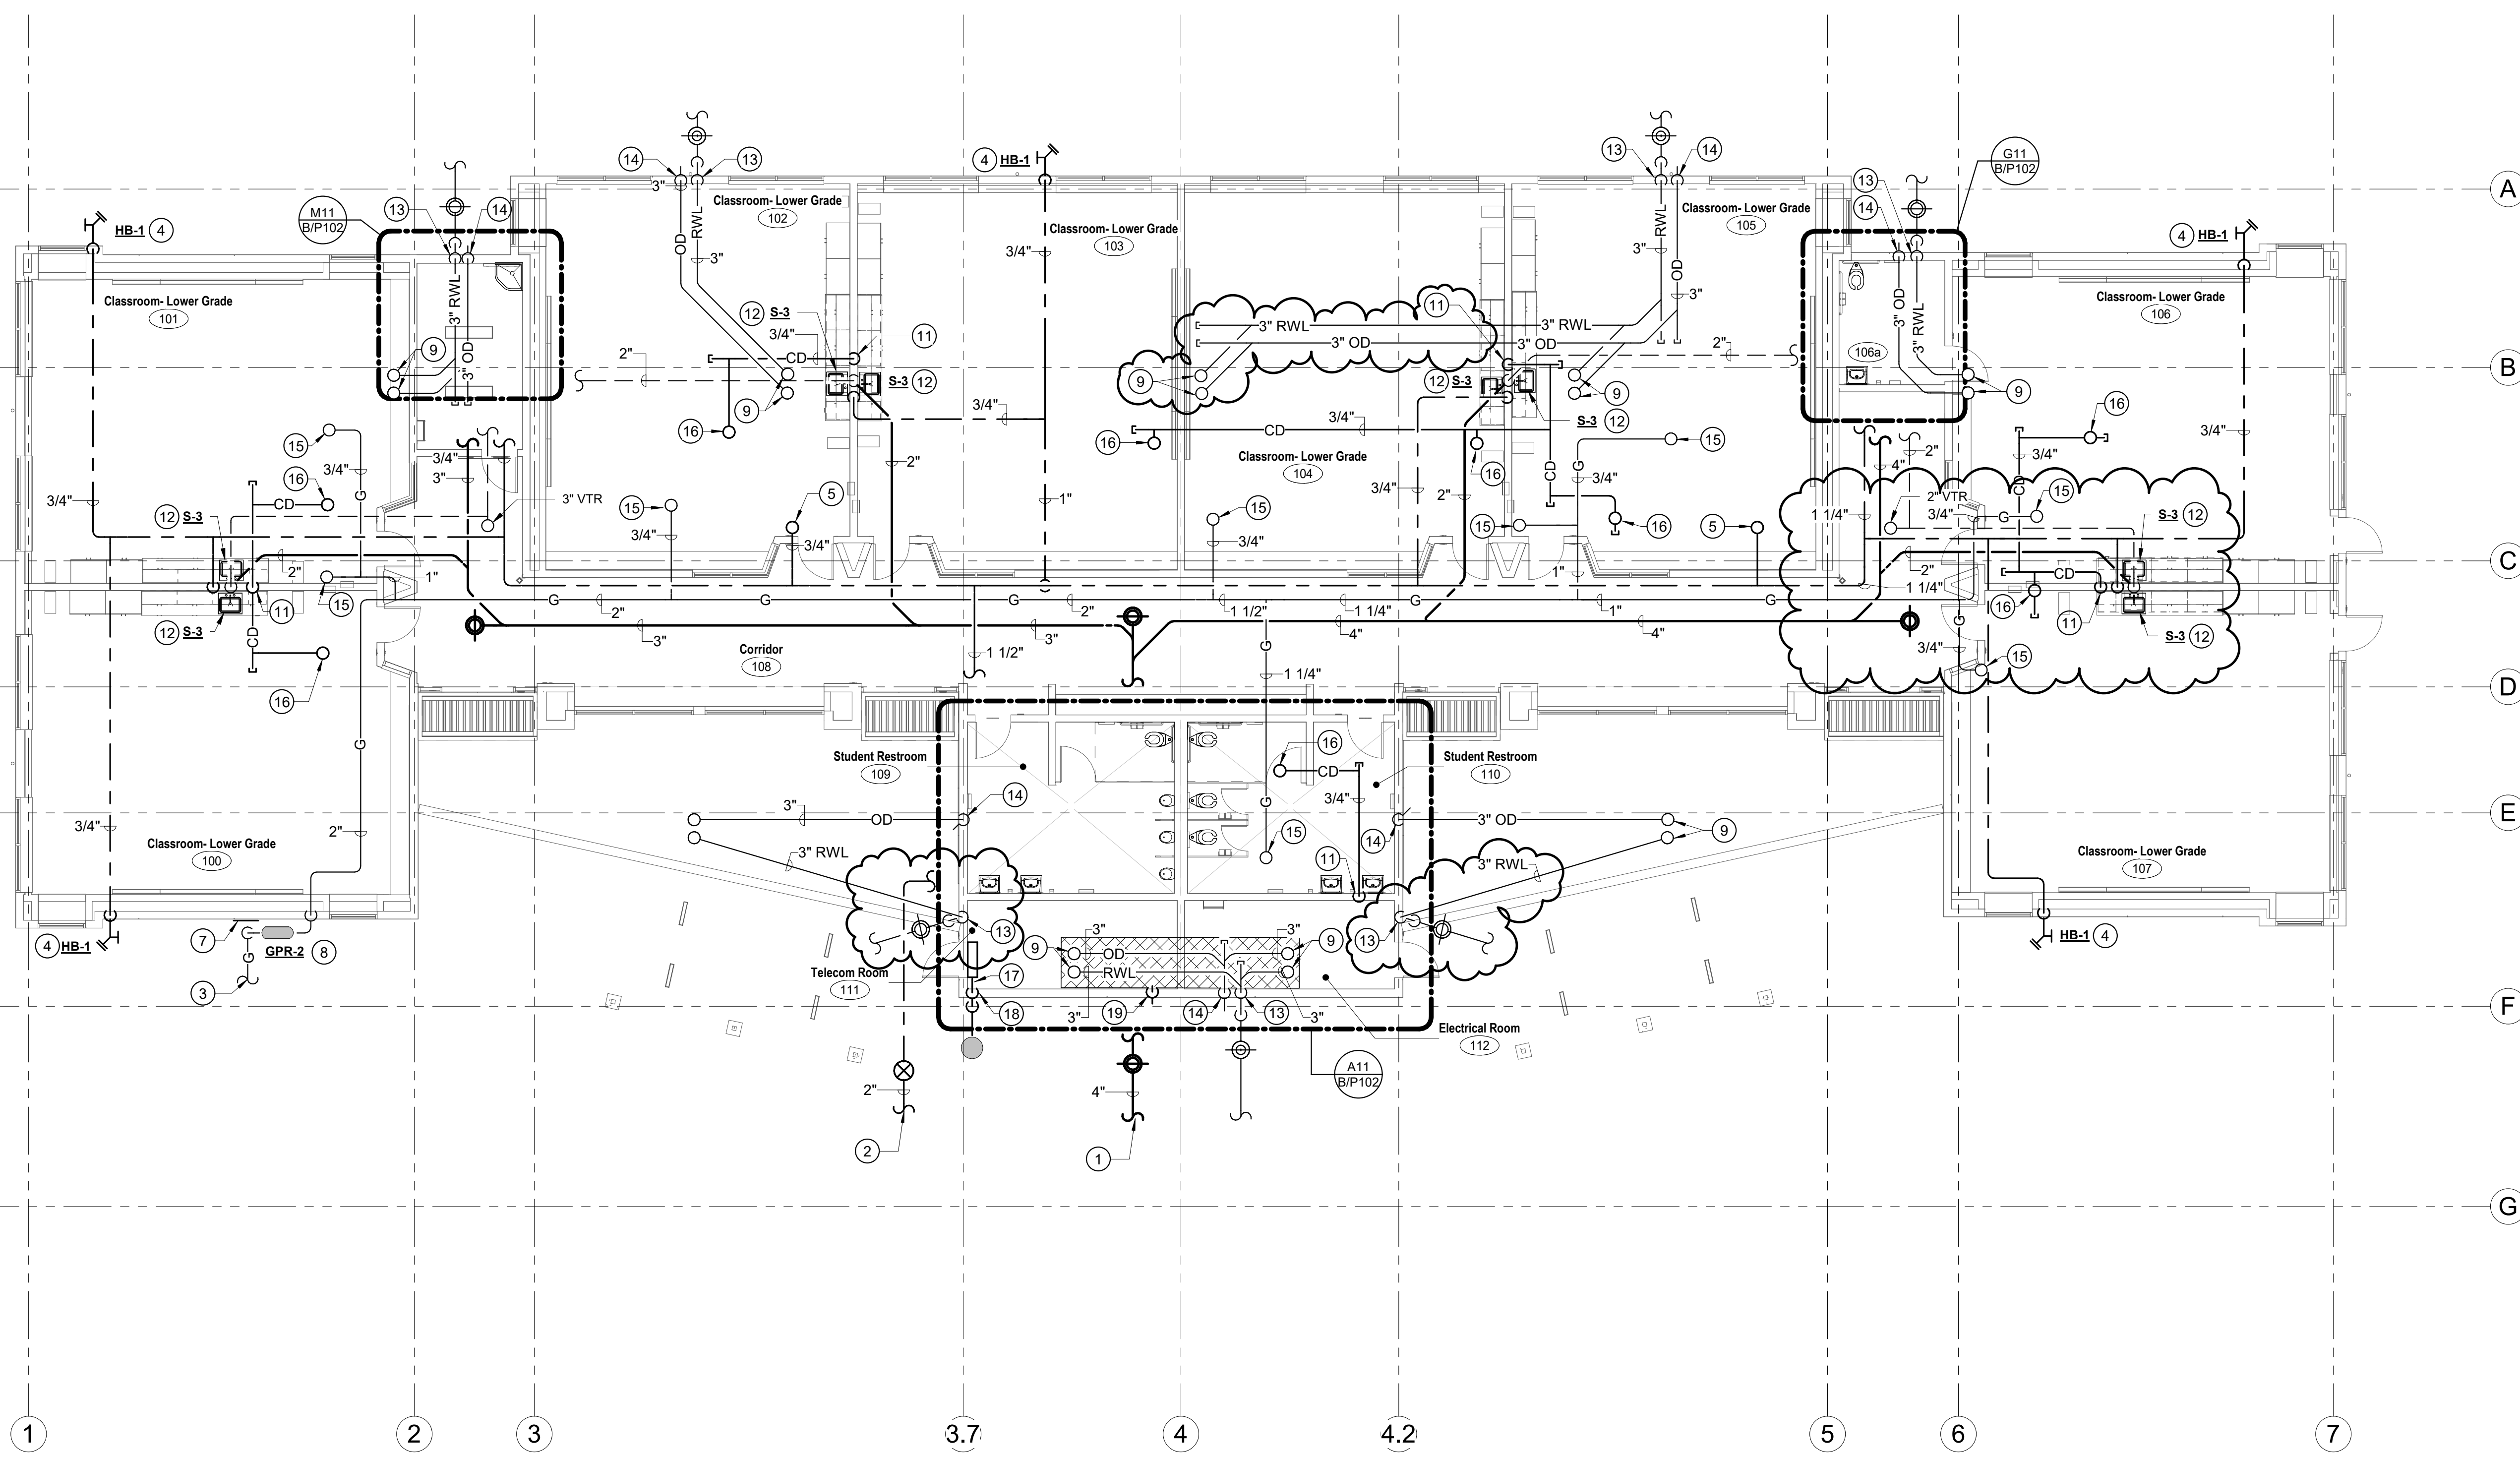 14
13
4 HB-1
13
14
G11
B/P102
A
M11
B/P102
13
14
3"
Classroom- Lower Grade
102
Classroom- Lower Grade
105
13
14
HB-1 4
OD
RWL
Classroom- Lower Grade
103
RWL
4 HB-1
3"
3/4"
3"
OD
Classroom- Lower Grade
101
3" RWL
3"
Classroom- Lower Grade
106
12 S-3
11
3" RWL
3" RWL
3" OD
3" RWL
3/4"
11
3" OD
3" OD
9
3" OD
2"
CD
2"
106a
B
S-3 12
9
12 S-3
9
9
9
S-3 12
16
3/4"
3/4"
16
15
16
CD
15
3/4"
3/4"
3/4"
2"
16
4"
2"
3/4"
3/4"
3"
Classroom- Lower Grade
104
G
16
G
CD
3/4"
3/4"
3/4"
2"
CD
15
3/4"
CD
3" VTR
15
5
1"
15
16
5
2" VTR
3/4"
G
12 S-3
3/4"
3/4"
3/4"
15
1 1/4"
S-3 12
2"
1"
1"
2"
1 1/4"
CD
C
15
11
G
2"
G
G
2"
1 1/2"
1 1/4"
G
1"
G
16
12 S-3
CD
3"
3"
4"
4"
G
11
S-3 12
16
Corridor
108
1 1/2"
G
1 1/4"
3/4"
15
D
G
Student Restroom
109
16
CD
Student Restroom
110
3/4"
2"
3"
OD
14
G
3/4"
15
14
3" OD
9
E
Classroom- Lower Grade
100
3" RWL
11
3" RWL
Classroom- Lower Grade
107
4 HB-1
7
GPR-2 8
G
3
13
9
3"
OD
RWL
3"
9
13
HB-1 4
Telecom Room
111
17
18
3"
19
14
13
3"
F
Electrical Room
112
A11
B/P102
2"
4"
2
1
G
1
2
3
3.7
4
4.2
5
6
7